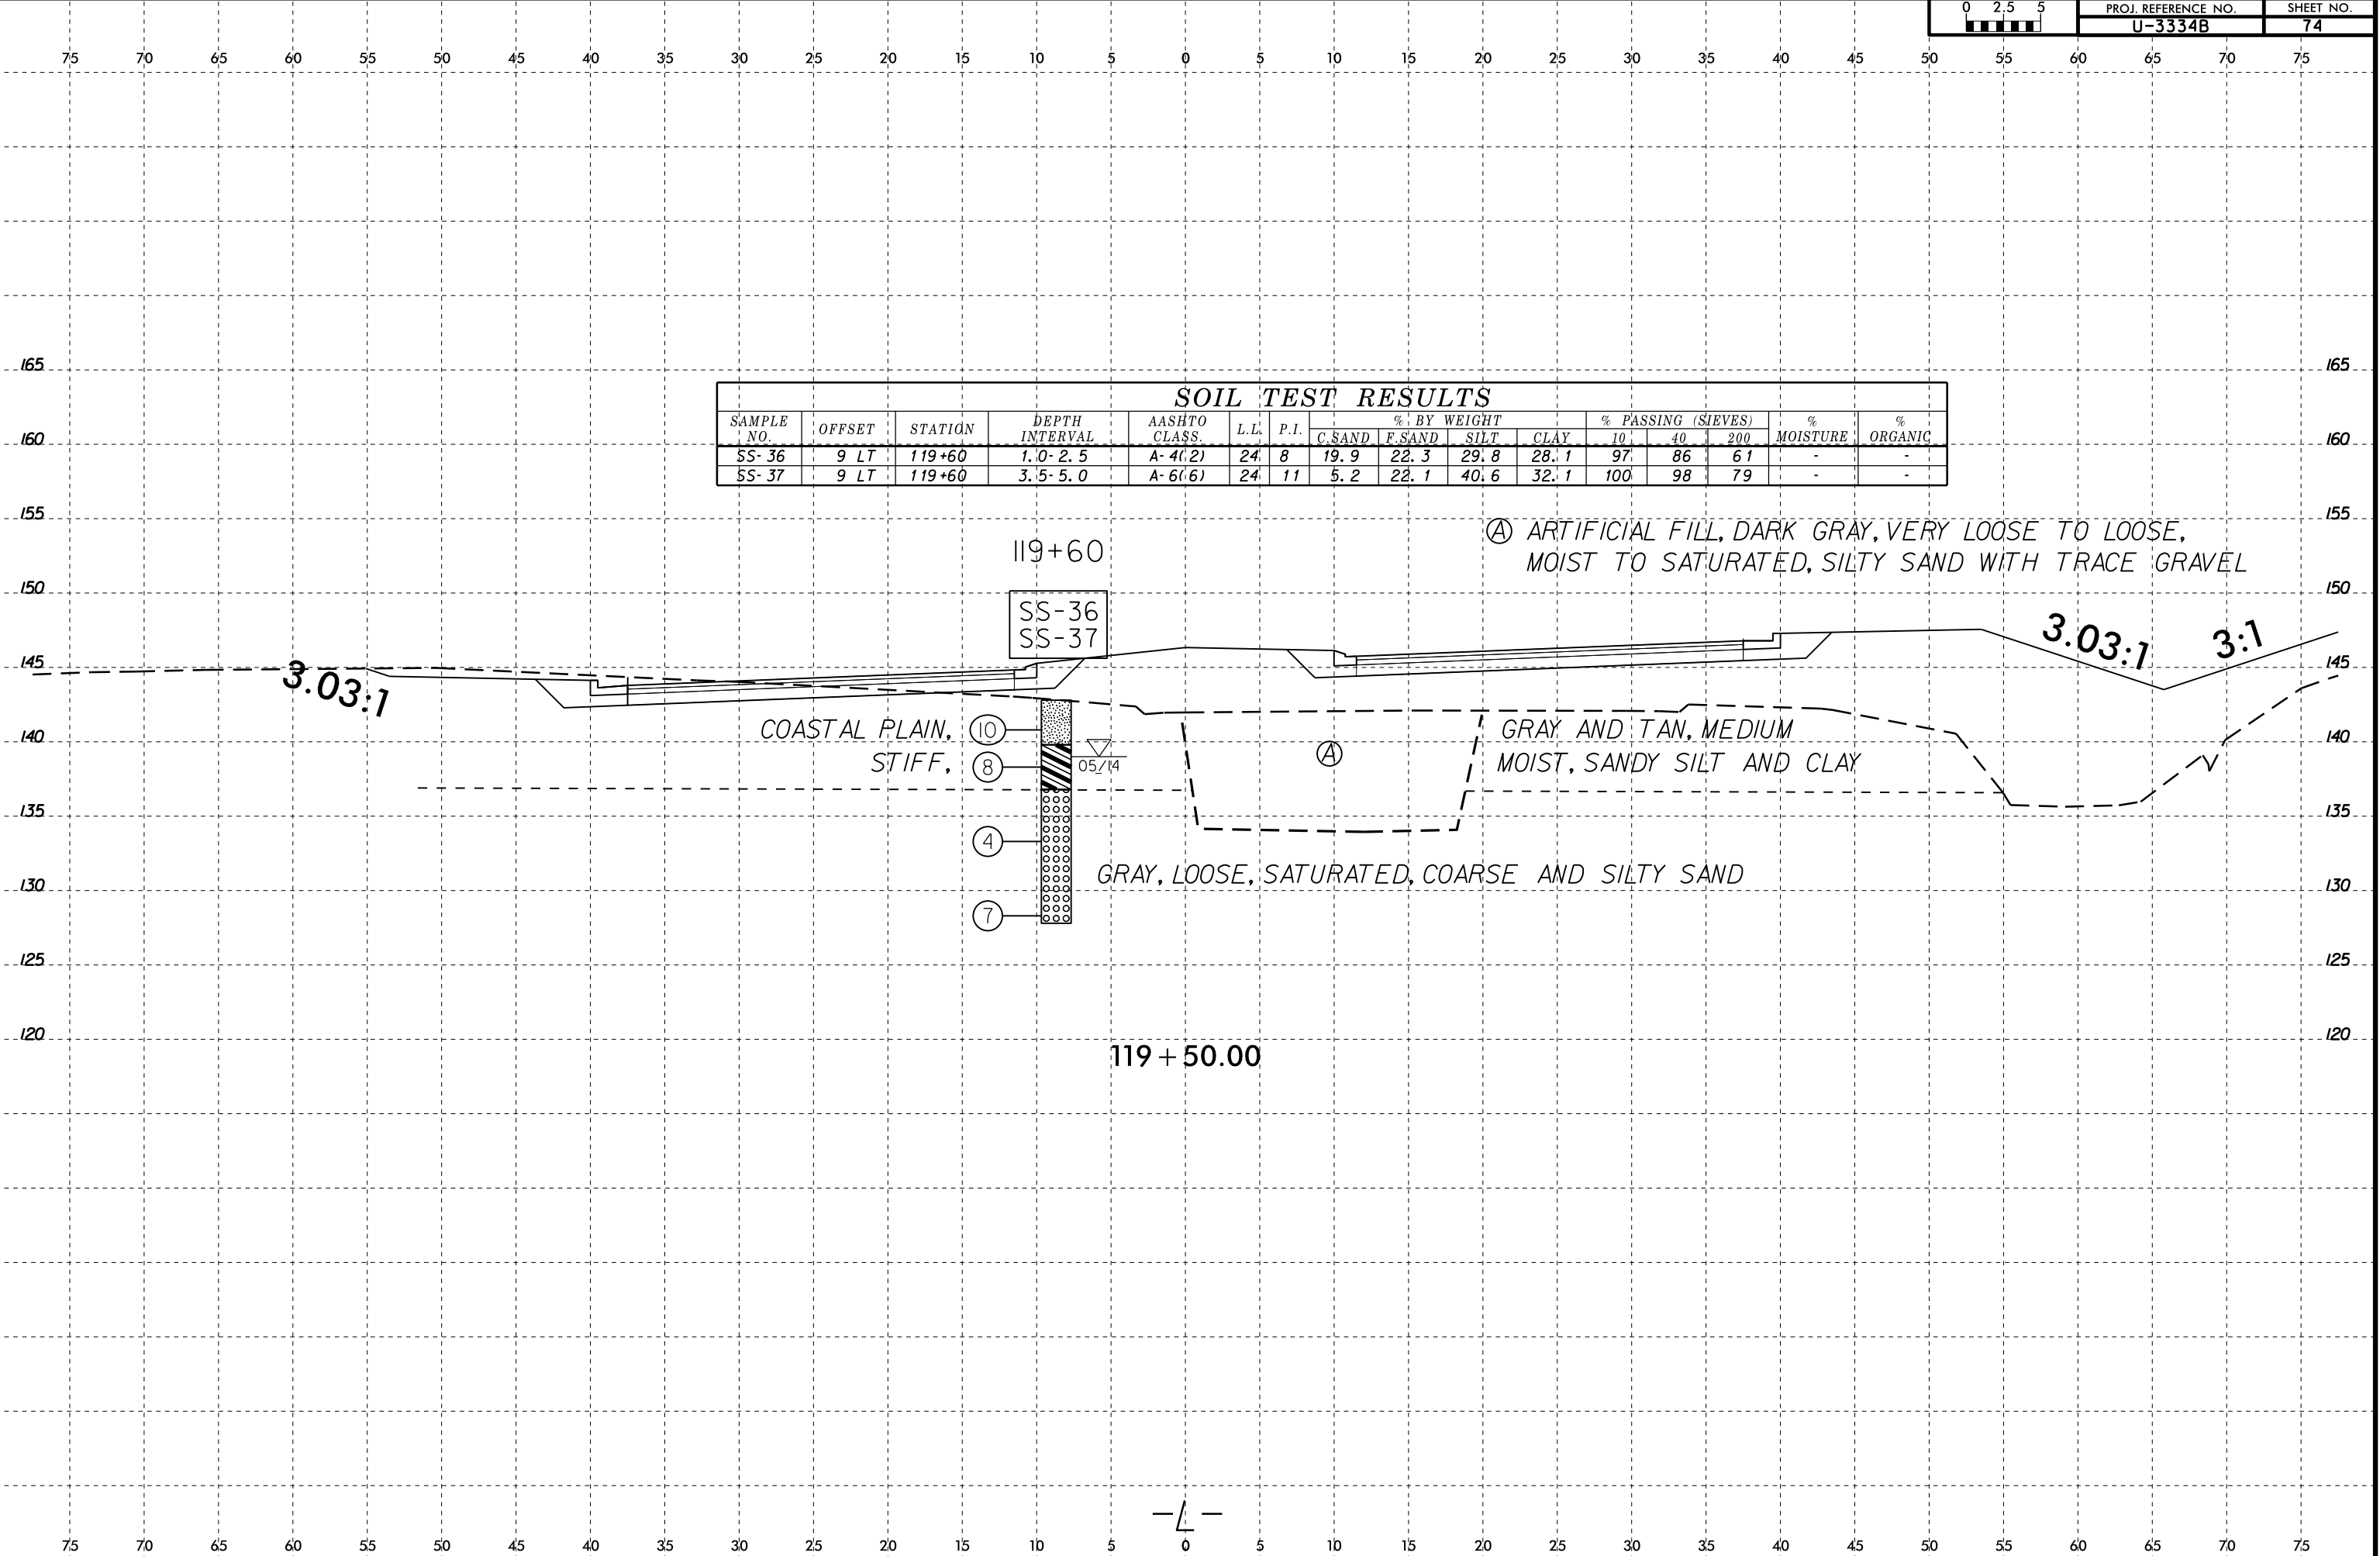 0 2.5 5
PROJ. REFERENCE NO. SHEET NO.
U-3334B 74
75 70 65 60 55 50 45 40 35 30 25 20 15 10 5 0 5 10 15 20 25 30 35 40 45 50 55 60 65 70 75
165 165
SOIL TEST RESULTS
SAMPLE NO. OFFSET STATION DEPTH INTERVAL AASHTO CLASS. L.L. P.I. % BY WEIGHT % PASSING (SIEVES) % MOISTURE % ORGANIC
C.SAND F.SAND SILT CLAY 10 40 200
160 160
SS-36 9 LT 119+60 1.0-2.5 A-4(2) 24 8 19.9 22.3 29.8 28.1 97 86 61 - -
SS-37 9 LT 119+60 3.5-5.0 A-6(6) 24 11 5.2 22.1 40.6 32.1 100 98 79 - -
155 155
A ARTIFICIAL FILL, DARK GRAY, VERY LOOSE TO LOOSE,
MOIST TO SATURATED, SILTY SAND WITH TRACE GRAVEL
119+60
150 150
SS-36
SS-37
3.03:1 3:1
145 145
3.03:1
COASTAL PLAIN, 10 GRAY AND TAN, MEDIUM
140 140
A
STIFF, 8 05/14 MOIST, SANDY SILT AND CLAY
135 135
4
GRAY, LOOSE, SATURATED, COARSE AND SILTY SAND
130 130
7
125 125
120 120
119+50.00
-L-
75 70 65 60 55 50 45 40 35 30 25 20 15 10 5 0 5 10 15 20 25 30 35 40 45 50 55 60 65 70 75